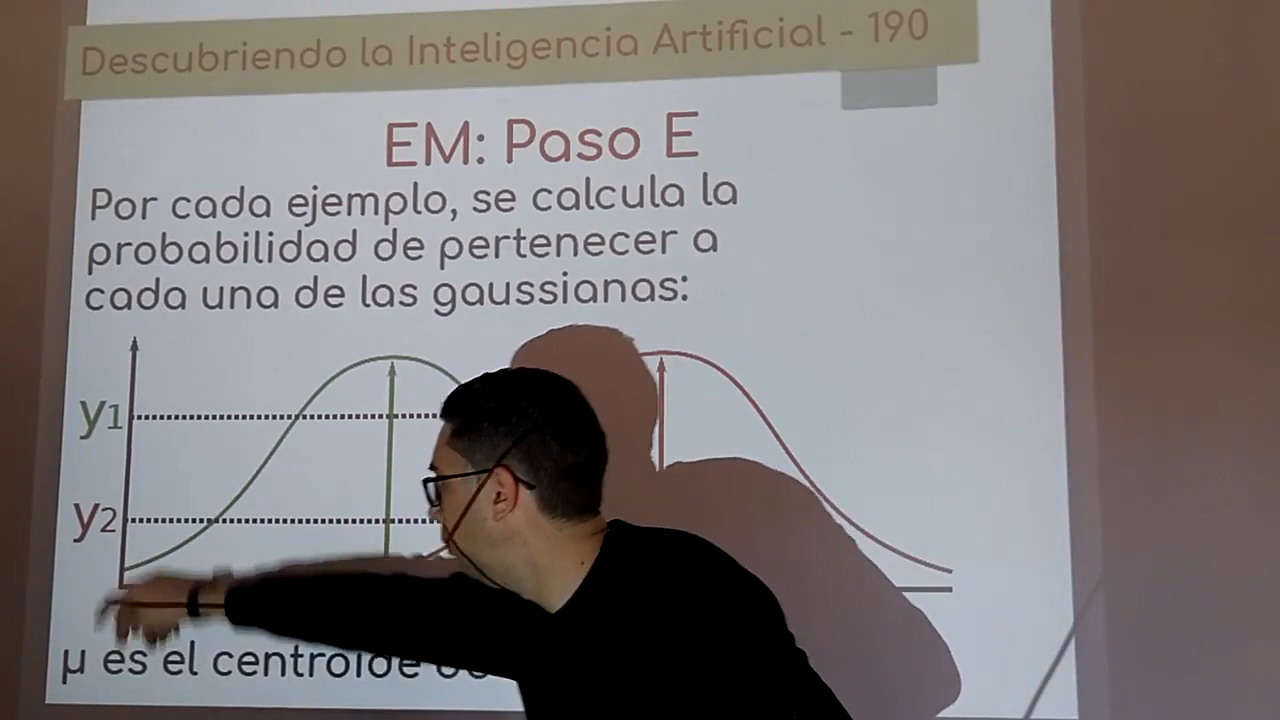 Descubriendo la Inteligencia Artificial - 190
EM: Paso E
Por cada ejemplo, se calcula la
probabilidad de pertenecer a
cada una de las gaussianas:
y1
y2
μ es el centroide